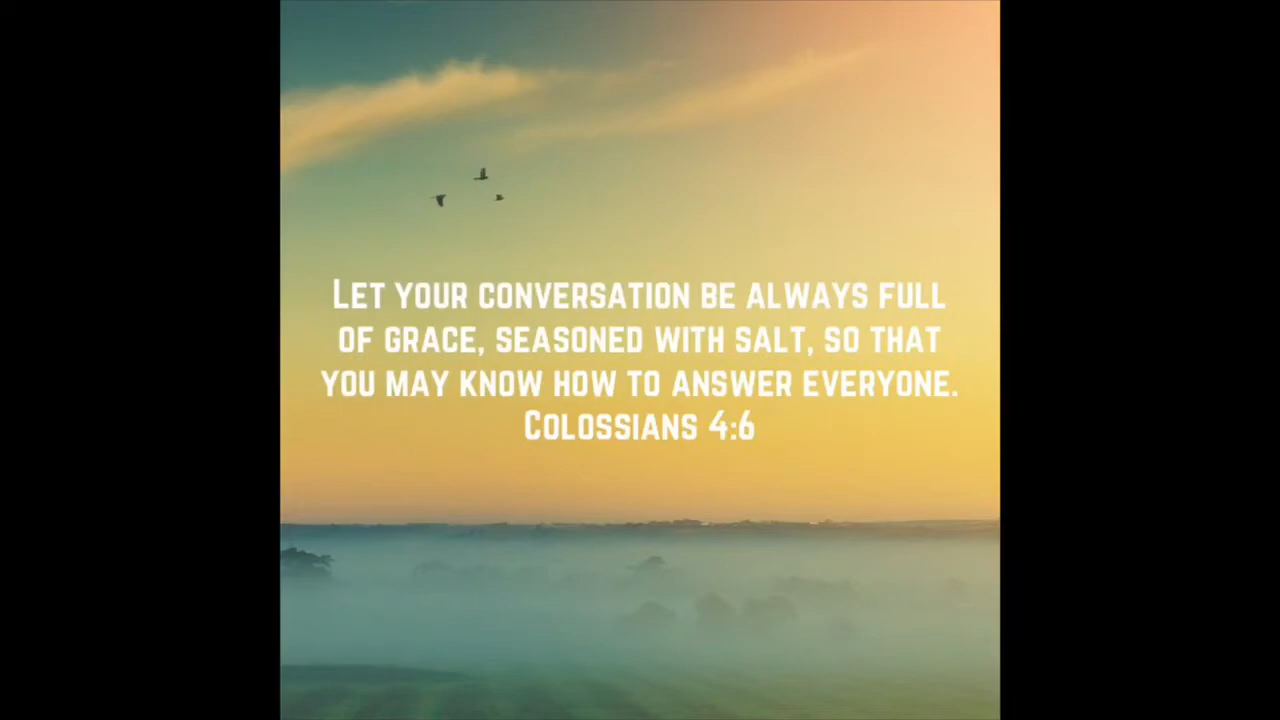 Let your conversation be always full
of grace, seasoned with salt, so that
you may know how to answer everyone.
Colossians 4:6